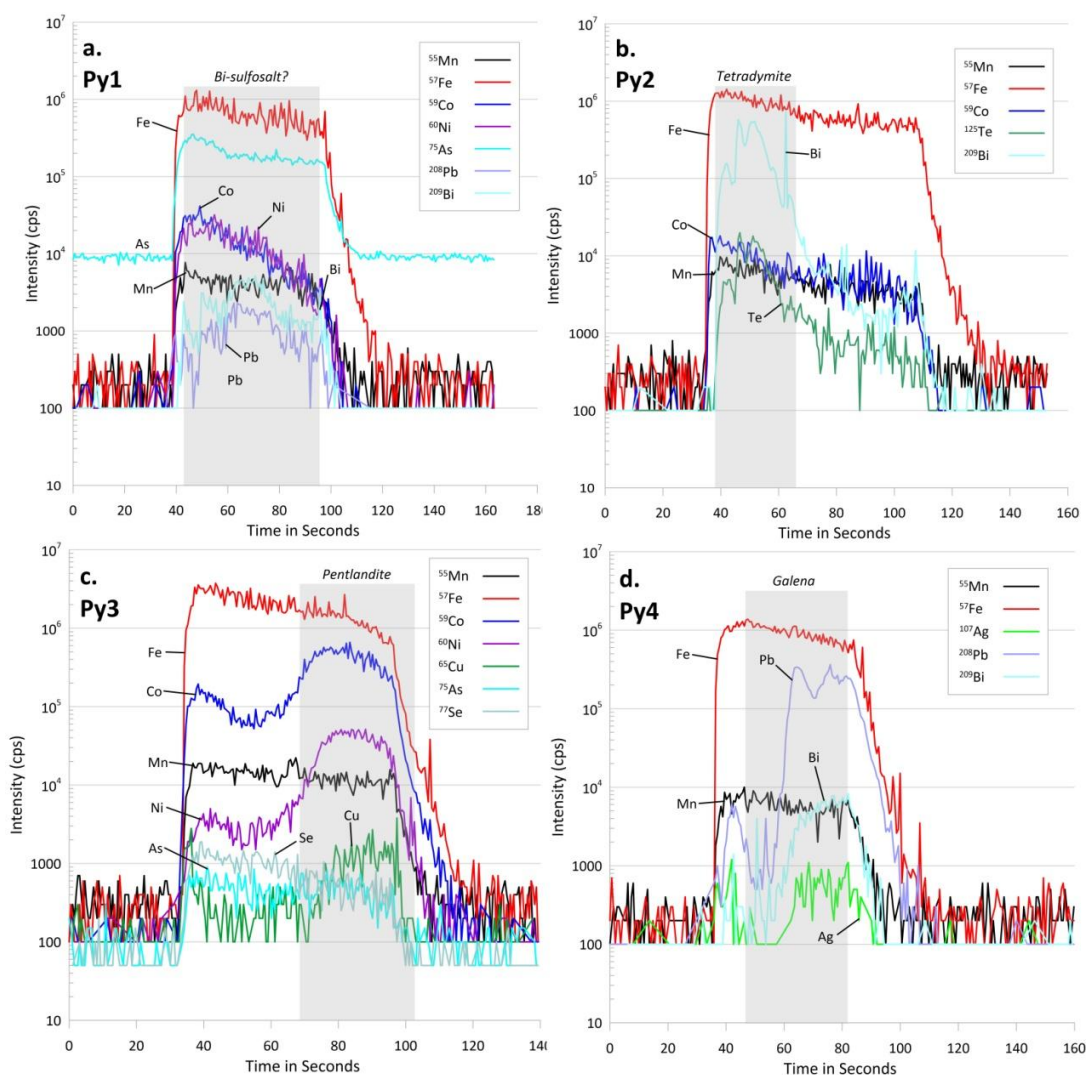 a.
Py1
Bi-sulfosalt?
⁵⁵Mn
⁵⁷Fe
⁵⁹Co
⁶⁰Ni
⁷⁵As
²⁰⁸Pb
²⁰⁹Bi
Fe
Co
Ni
As
Mn
Bi
Pb
Pb
Intensity (cps)
10⁷
10⁶
10⁵
10⁴
1000
100
10
0 20 40 60 80 100 120 140 160 18
Time in Seconds
b.
Py2
Tetradymite
⁵⁵Mn
⁵⁷Fe
⁵⁹Co
¹²⁵Te
²⁰⁹Bi
Fe
Bi
Co
Mn
Te
Intensity (cps)
10⁷
10⁶
10⁵
10⁴
1000
100
10
0 20 40 60 80 100 120 140 160
Time in Seconds
c.
Py3
Pentlandite
⁵⁵Mn
⁵⁷Fe
⁵⁹Co
⁶⁰Ni
⁶⁵Cu
⁷⁵As
⁷⁷Se
Fe
Co
Mn
Ni
Cu
Se
As
Intensity (cps)
10⁷
10⁶
10⁵
10⁴
1000
100
10
0 20 40 60 80 100 120 140
Time in Seconds
d.
Py4
Galena
⁵⁵Mn
⁵⁷Fe
¹⁰⁷Ag
²⁰⁸Pb
²⁰⁹Bi
Fe
Pb
Bi
Mn
Ag
Intensity (cps)
10⁷
10⁶
10⁵
10⁴
1000
100
10
0 20 40 60 80 100 120 140 160
Time in Seconds